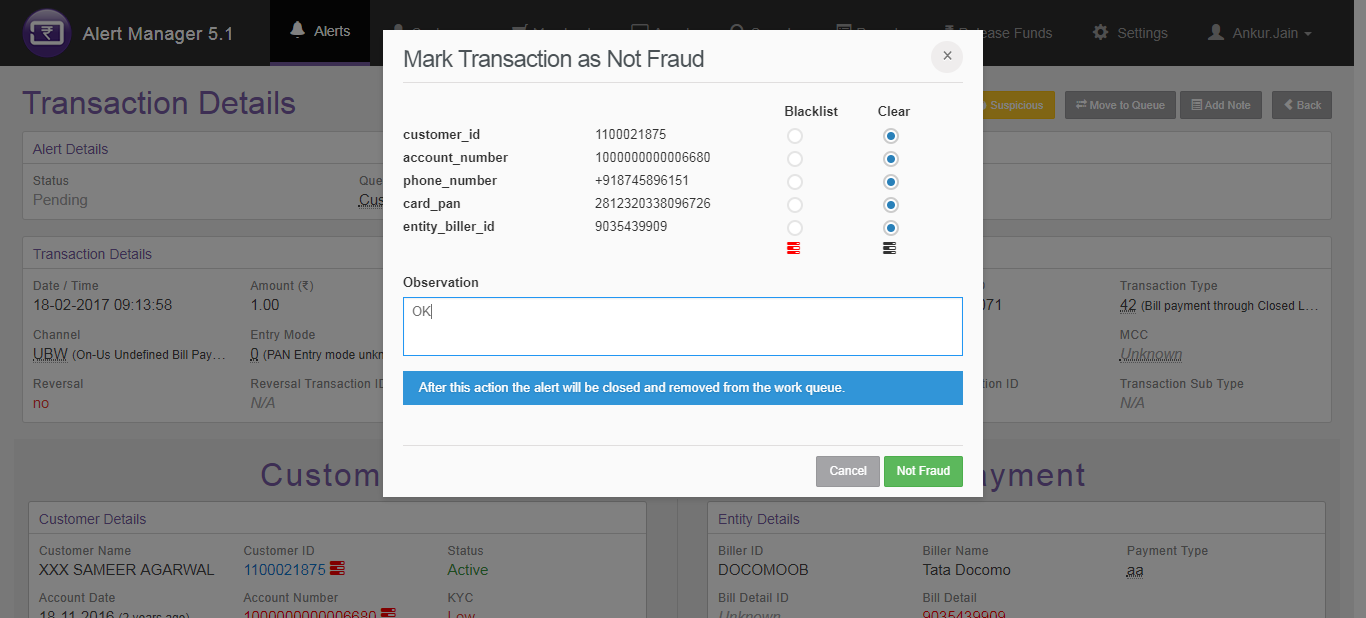 Alert Manager 5.1
Alerts
Release Funds
Settings
Ankur.Jain
Mark Transaction as Not Fraud
×
Transaction Details
Suspicious
Move to Queue
Add Note
Back
Blacklist Clear
customer_id 1100021875
account_number 1000000000006680
phone_number +918745896151
card_pan 2812320338096726
entity_biller_id 9035439909
Observation
OK
After this action the alert will be closed and removed from the work queue.
Cancel
Not Fraud
Alert Details
Status
Pending
Transaction Details
Date / Time Amount (₹) Transaction Type
18-02-2017 09:13:58 1.00 071 42 (Bill payment through Closed L...
Channel Entry Mode MCC
UBW (On-Us Undefined Bill Pay... 0 (PAN Entry mode unkn Unknown
Reversal Reversal Transaction ID Transaction Sub Type
no N/A N/A
Customer Details
Customer Name Customer ID Status
XXX SAMEER AGARWAL 1100021875 Active
Account Date Account Number KYC
18-11-2016 (2 years ago) 1000000000006680 Low
Entity Details
Biller ID Biller Name Payment Type
DOCOMOOB Tata Docomo aa
Bill Detail ID Bill Detail
Unknown 9035439909